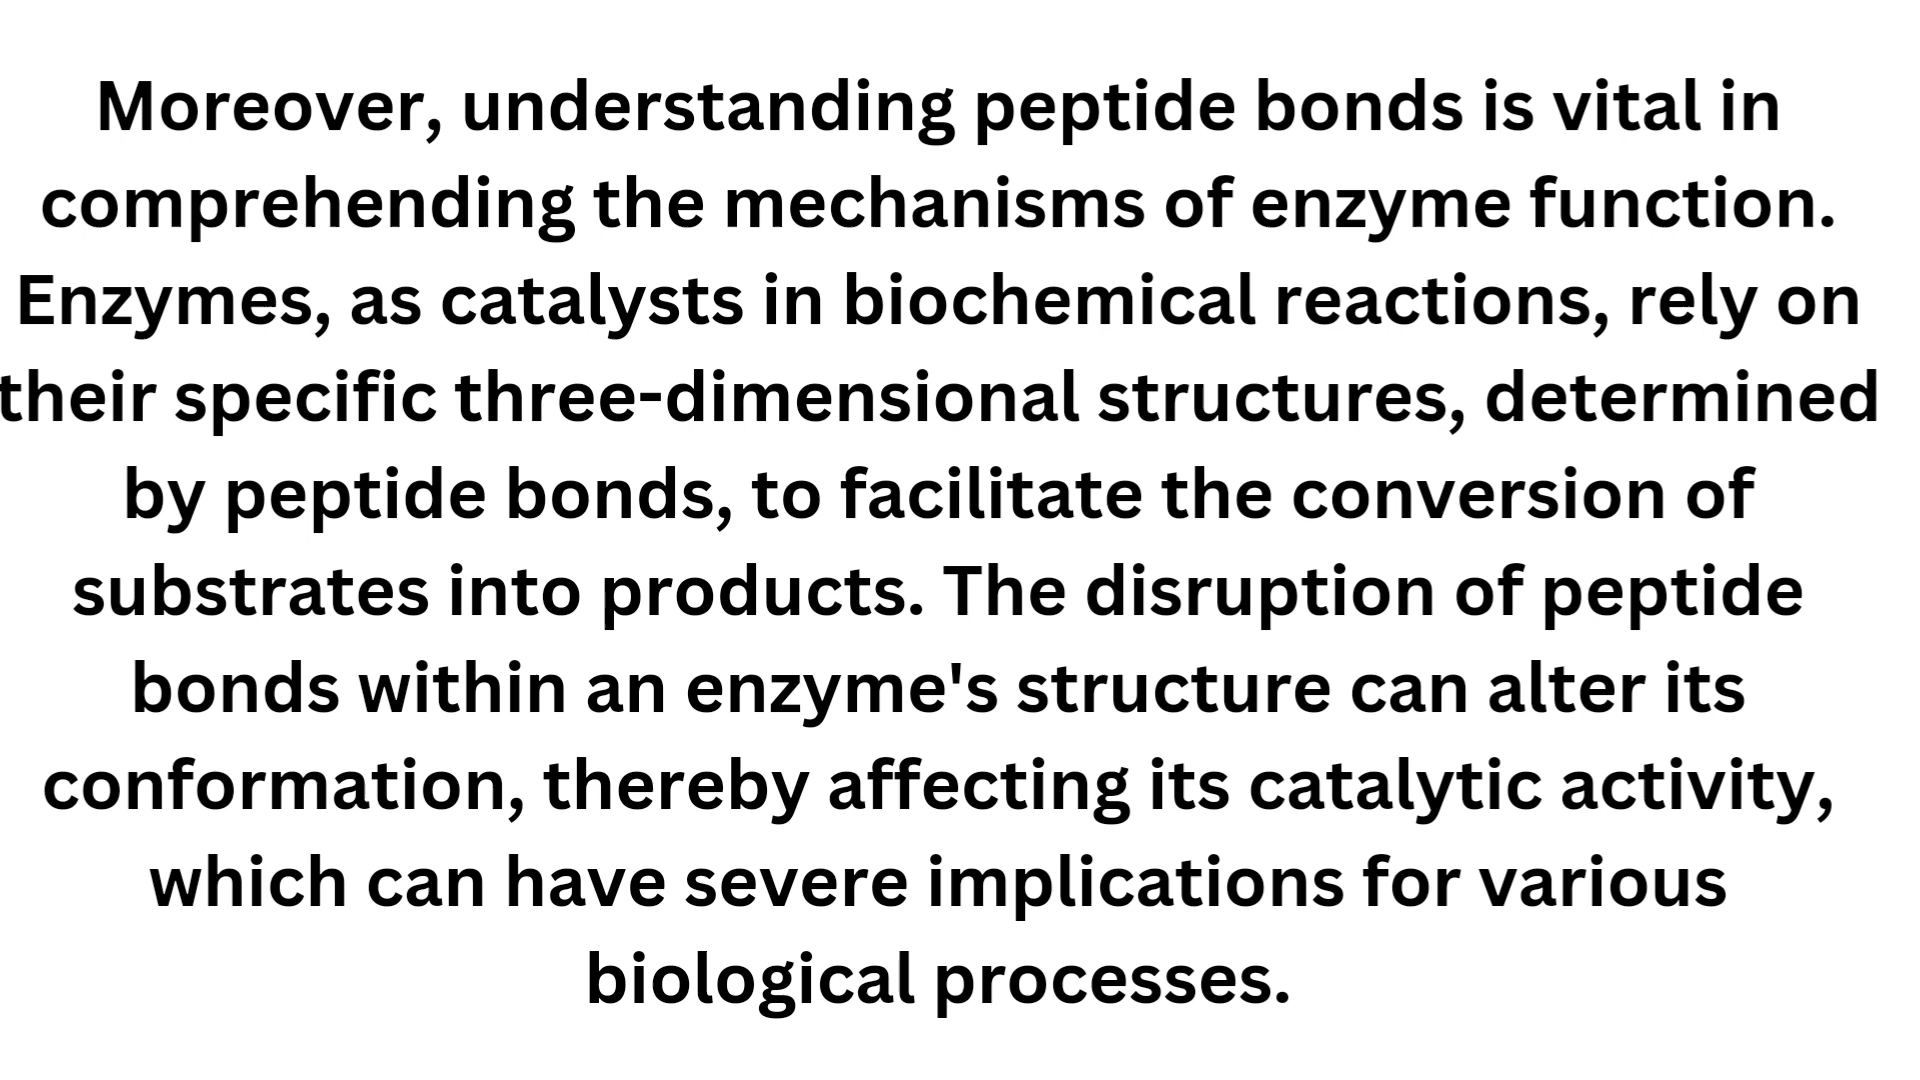 Moreover, understanding peptide bonds is vital in
comprehending the mechanisms of enzyme function.
Enzymes, as catalysts in biochemical reactions, rely on
their specific three-dimensional structures, determined
by peptide bonds, to facilitate the conversion of
substrates into products. The disruption of peptide
bonds within an enzyme's structure can alter its
conformation, thereby affecting its catalytic activity,
which can have severe implications for various
biological processes.